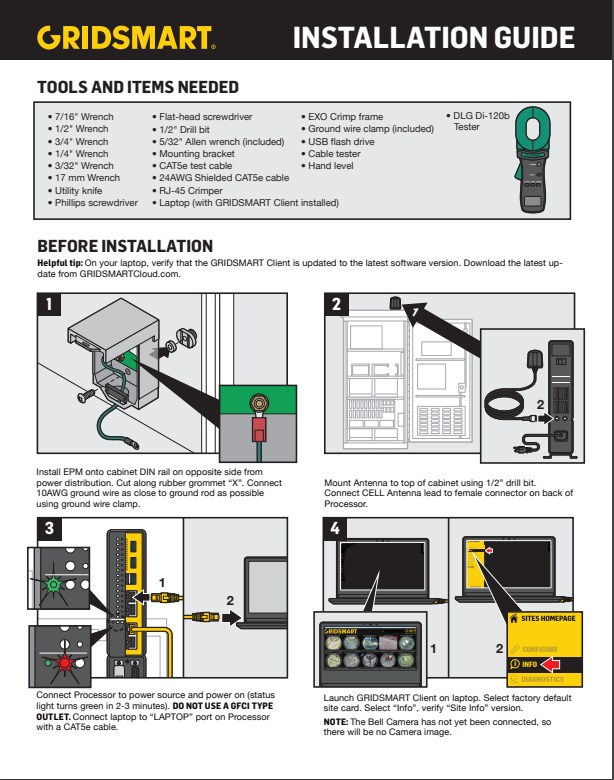 GRIDSMART®
INSTALLATION GUIDE
TOOLS AND ITEMS NEEDED
• 7/16" Wrench
• 1/2" Wrench
• 3/4" Wrench
• 1/4" Wrench
• 3/32" Wrench
• 17 mm Wrench
• Utility knife
• Phillips screwdriver
• Flat-head screwdriver
• 1/2" Drill bit
• 5/32" Allen wrench (included)
• Mounting bracket
• CAT5e test cable
• 24AWG Shielded CAT5e cable
• RJ-45 Crimper
• Laptop (with GRIDSMART Client installed)
• EXO Crimp frame
• Ground wire clamp (included)
• USB flash drive
• Cable tester
• Hand level
• DLG Di-120b
Tester
BEFORE INSTALLATION
Helpful tip: On your laptop, verify that the GRIDSMART Client is updated to the latest software version. Download the latest up-
date from GRIDSMARTCloud.com.
1
Install EPM onto cabinet DIN rail on opposite side from
power distribution. Cut along rubber grommet "X". Connect
10AWG ground wire as close to ground rod as possible
using ground wire clamp.
2
1
2
Mount Antenna to top of cabinet using 1/2" drill bit.
Connect CELL Antenna lead to female connector on back of
Processor.
3
1
2
Connect Processor to power source and power on (status
light turns green in 2-3 minutes). DO NOT USE A GFCI TYPE
OUTLET. Connect laptop to "LAPTOP" port on Processor
with a CAT5e cable.
4
GRIDSMART
1
2
SITES HOMEPAGE
CONFIGURE
INFO
DIAGNOSTICS
Launch GRIDSMART Client on laptop. Select factory default
site card. Select "Info", verify "Site Info" version.
NOTE: The Bell Camera has not yet been connected, so
there will be no Camera image.